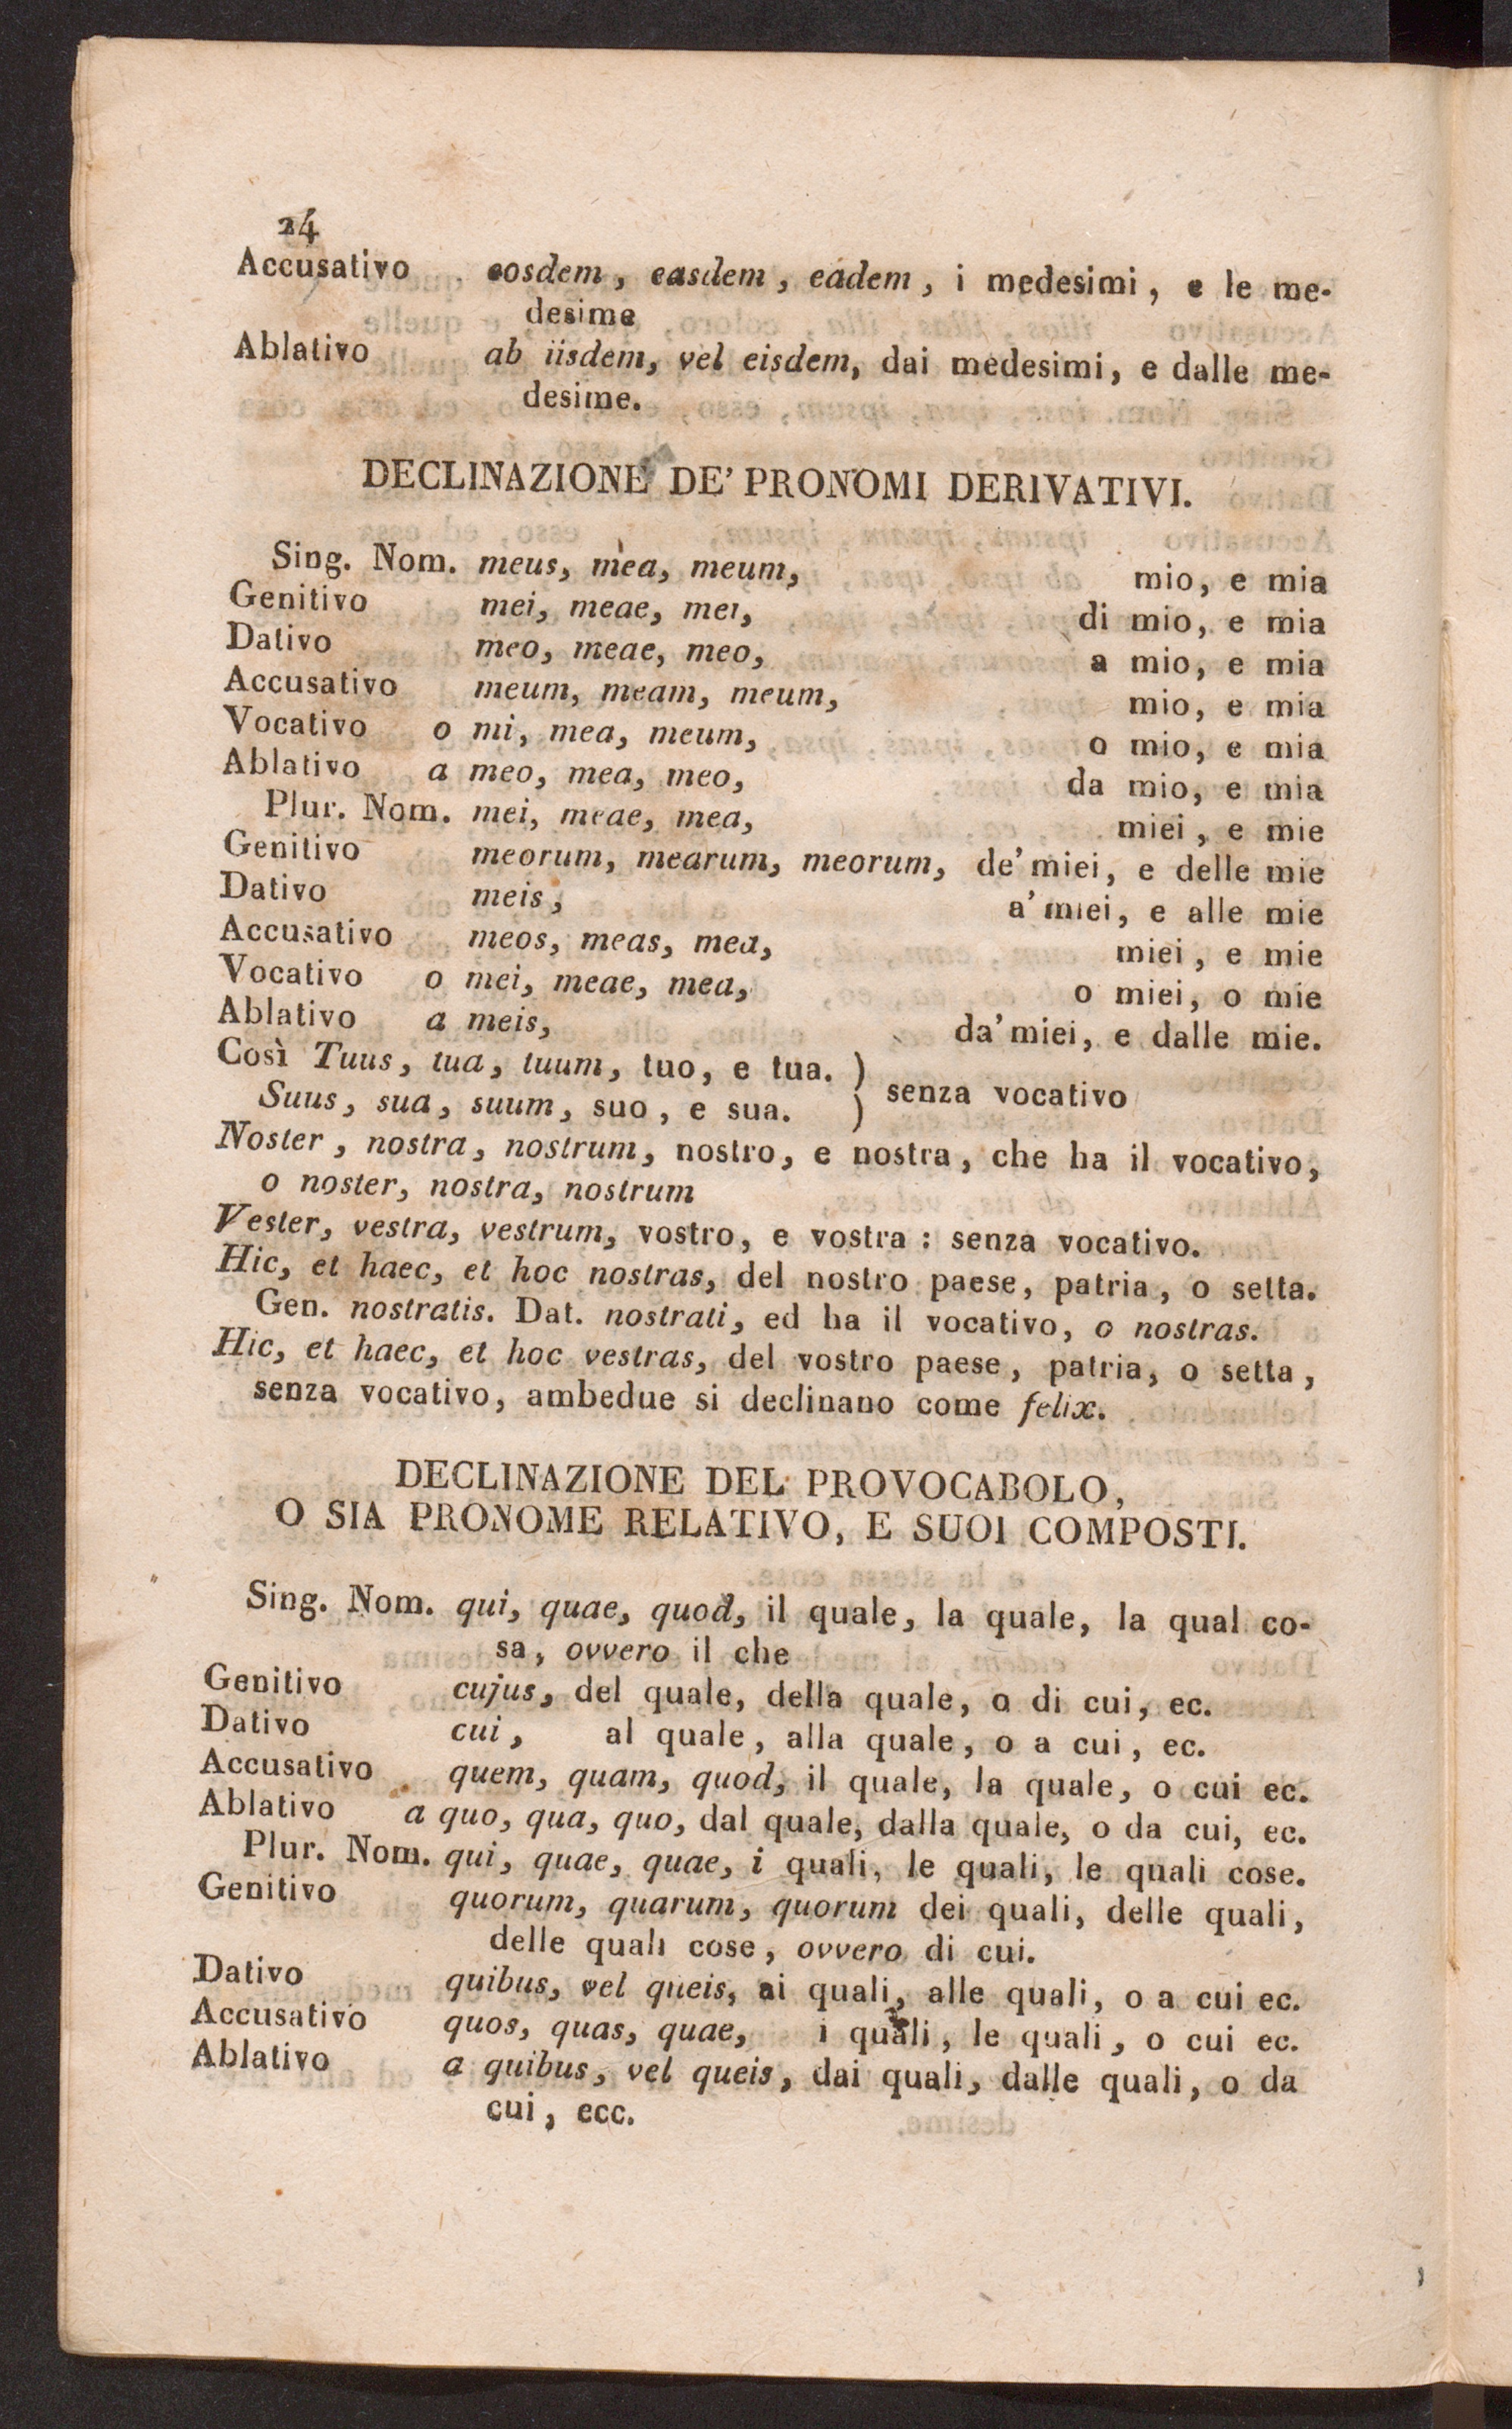 24
Accusativo eosdem, easdem, eadem, i medesimi, e le me-
desime
Ablativo ab iisdem, vel eisdem, dai medesimi, e dalle me-
desime.
DECLINAZIONE DE' PRONOMI DERIVATIVI.
Sing. Nom. meus, mea, meum, mio, e mia
Genitivo mei, meae, mei, di mio, e mia
Dativo meo, meae, meo, a mio, e mia
Accusativo meum, meam, meum, mio, e mia
Vocativo o mi, mea, meum, o mio, e mia
Ablativo a meo, mea, meo, da mio, e mia
Plur. Nom. mei, meae, mea, miei, e mie
Genitivo meorum, mearum, meorum, de' miei, e delle mie
Dativo meis, a' miei, e alle mie
Accusativo meos, meas, mea, miei, e mie
Vocativo o mei, meae, mea, o miei, o mie
Ablativo a meis, da' miei, e dalle mie.
Così Tuus, tua, tuum, tuo, e tua. ) senza vocativo
Suus, sua, suum, suo, e sua. )
Noster, nostra, nostrum, nostro, e nostra, che ha il vocativo,
o noster, nostra, nostrum
Vester, vestra, vestrum, vostro, e vostra : senza vocativo.
Hic, et haec, et hoc nostras, del nostro paese, patria, o setta.
Gen. nostratis. Dat. nostrati, ed ha il vocativo, o nostras.
Hic, et haec, et hoc vestras, del vostro paese, patria, o setta,
senza vocativo, ambedue si declinano come felix.
DECLINAZIONE DEL PROVOCABOLO,
O SIA PRONOME RELATIVO, E SUOI COMPOSTI.
Sing. Nom. qui, quae, quod, il quale, la quale, la qual co-
sa, ovvero il che
Genitivo cujus, del quale, della quale, o di cui, ec.
Dativo cui, al quale, alla quale, o a cui, ec.
Accusativo quem, quam, quod, il quale, la quale, o cui ec.
Ablativo a quo, qua, quo, dal quale, dalla quale, o da cui, ec.
Plur. Nom. qui, quae, quae, i quali, le quali, le quali cose.
Genitivo quorum, quarum, quorum dei quali, delle quali,
delle quali cose, ovvero di cui.
Dativo quibus, vel queis, ai quali, alle quali, o a cui ec.
Accusativo quos, quas, quae, i quali, le quali, o cui ec.
Ablativo a quibus, vel queis, dai quali, dalle quali, o da
cui, ecc.